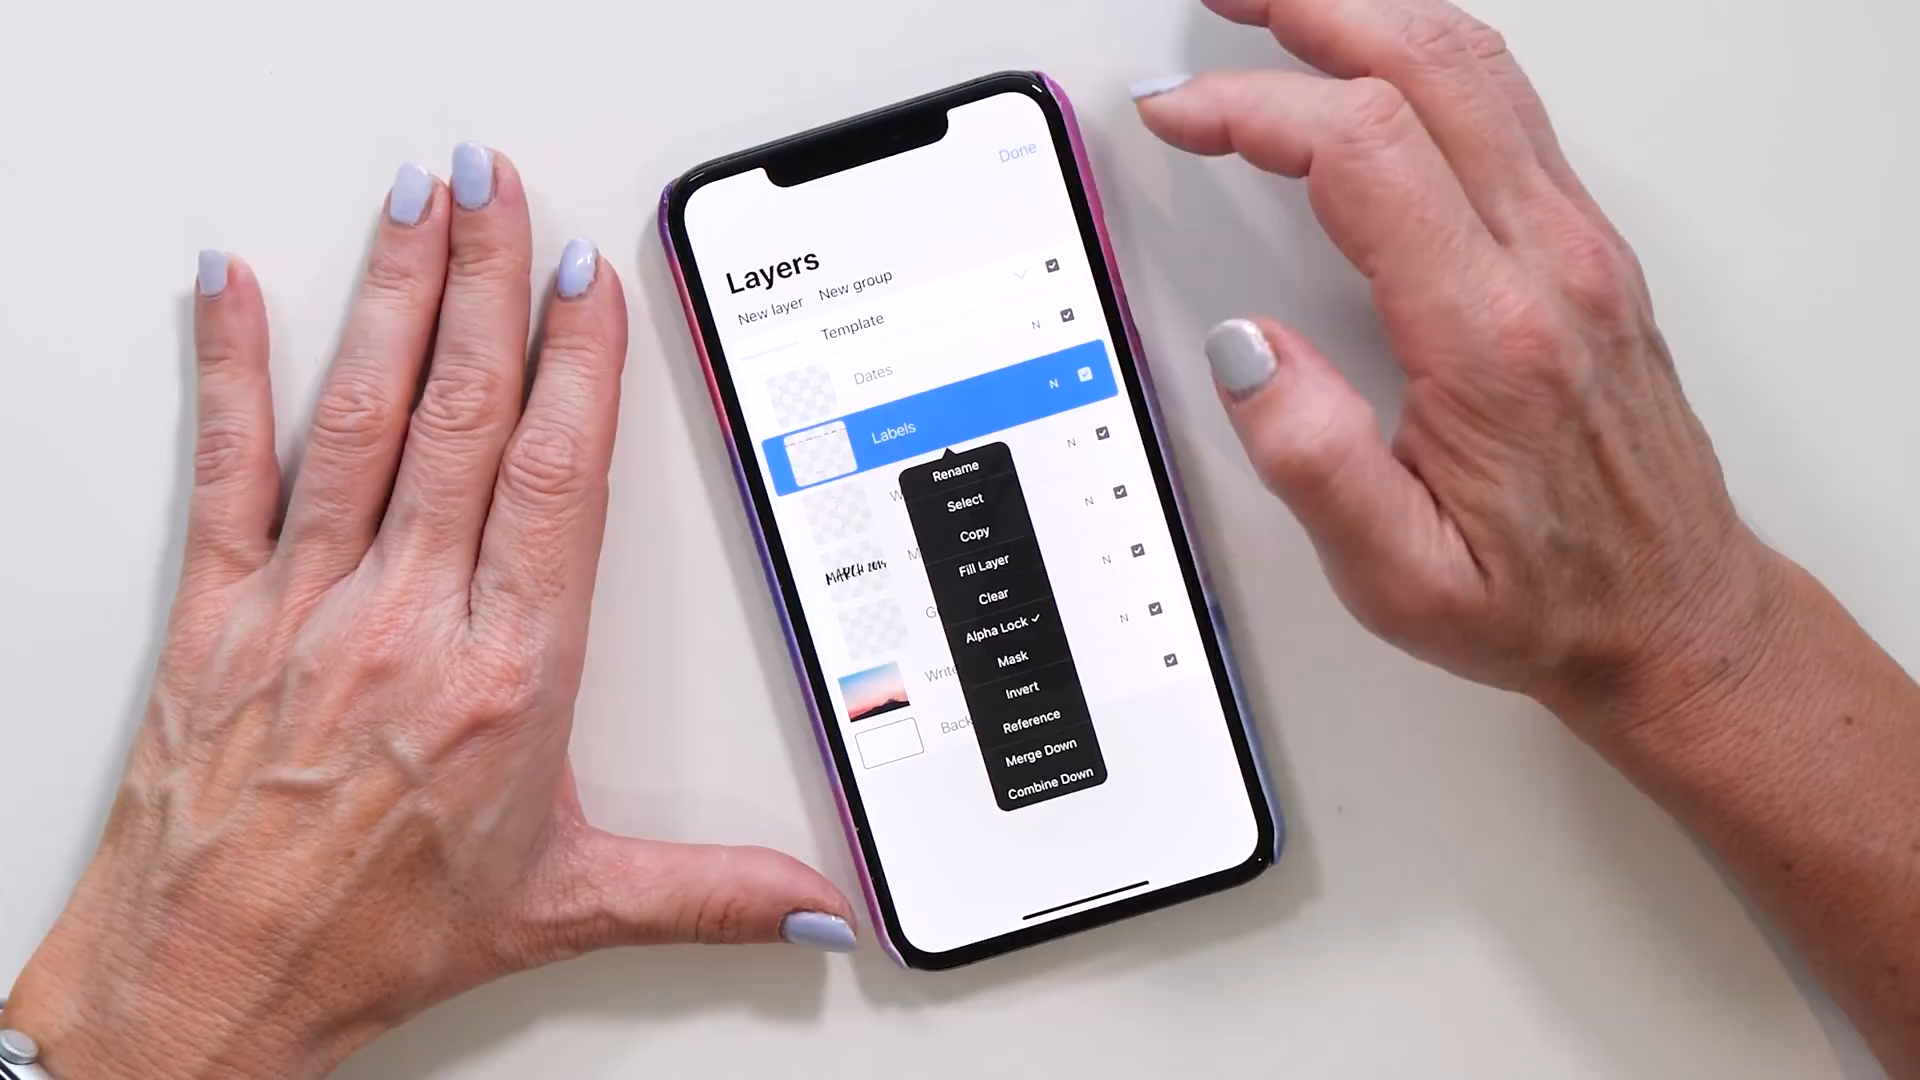 Done
Layers
New layer New group
Template
N
Dates
N
Labels
N
Rename
N
Select
Copy
MARCH 2019
Fill Layer
N
Clear
Alpha Lock ✓
N
Mask
Invert
Reference
Merge Down
Combine Down